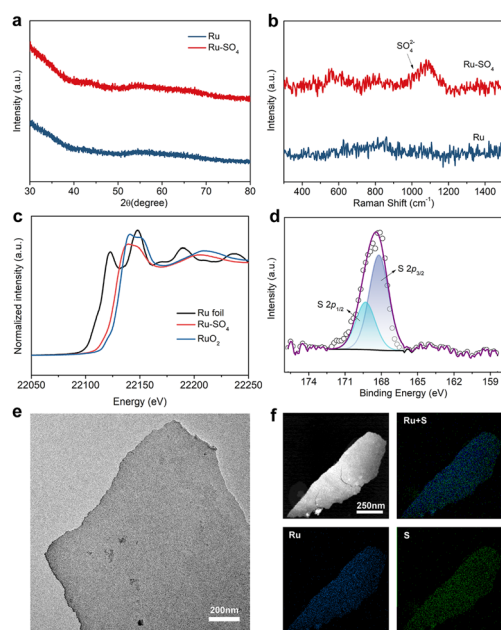 a
Ru
Ru-SO4
Intensity (a.u.)
30 40 50 60 70 80
2θ(degree)
b
SO4^2-
Ru-SO4
Ru
Intensity (a.u.)
400 600 800 1000 1200 1400
Raman Shift (cm-1)
c
Normalized intensity (a.u.)
Ru foil
Ru-SO4
RuO2
22050 22100 22150 22200 22250
Energy (eV)
d
S 2p3/2
S 2p1/2
Intensity (a.u.)
174 171 168 165 162 159
Binding Energy (eV)
e
200nm
f
250nm
Ru+S
Ru
S